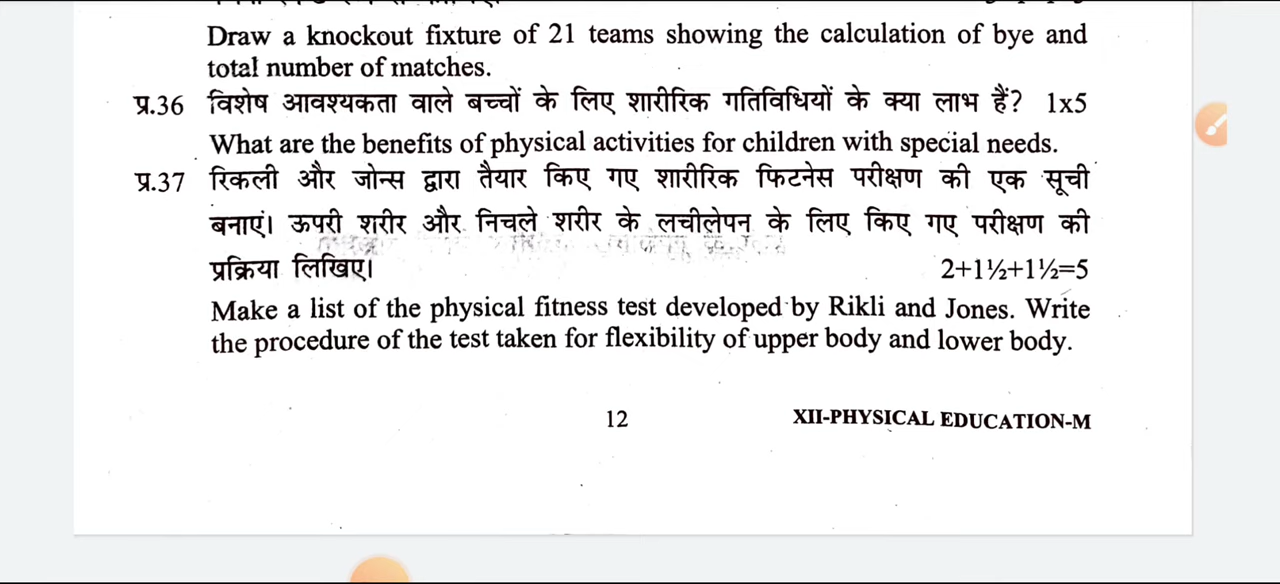 Draw a knockout fixture of 21 teams showing the calculation of bye and
total number of matches.
प्र.36 विशेष आवश्यकता वाले बच्चों के लिए शारीरिक गतिविधियों के क्या लाभ हैं? 1x5
What are the benefits of physical activities for children with special needs.
प्र.37 रिकली और जोन्स द्वारा तैयार किए गए शारीरिक फिटनेस परीक्षण की एक सूची
बनाएं। ऊपरी शरीर और निचले शरीर के लचीलेपन के लिए किए गए परीक्षण की
प्रक्रिया लिखिए। 2+1½+1½=5
Make a list of the physical fitness test developed by Rikli and Jones. Write
the procedure of the test taken for flexibility of upper body and lower body.
12 XII-PHYSICAL EDUCATION-M